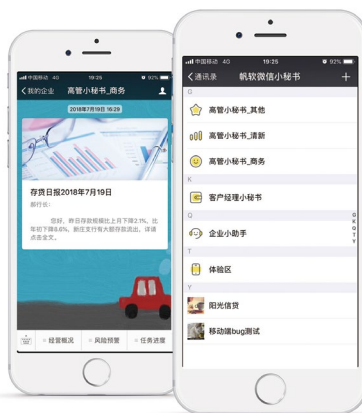 中国移动 4G 19:25 92%
我的企业 高管小秘书_商务
2018年7月19日 16:29
存货日报2018年7月19日
您好，昨日存款规模比上月下降2.1%，比
年初下降8.6%，新庄支行有大额存款流出，详请
点击全文。
经营概况 风险预警 任务进度
中国移动 4G 19:25 92%
通讯录 帆软微信小秘书
G
高管小秘书_其他
高管小秘书_清新
高管小秘书_商务
K
客户经理小秘书
Q
企业小助手
T
体验区
Y
阳光信贷
移动端bug测试
G
K
Q
T
Y